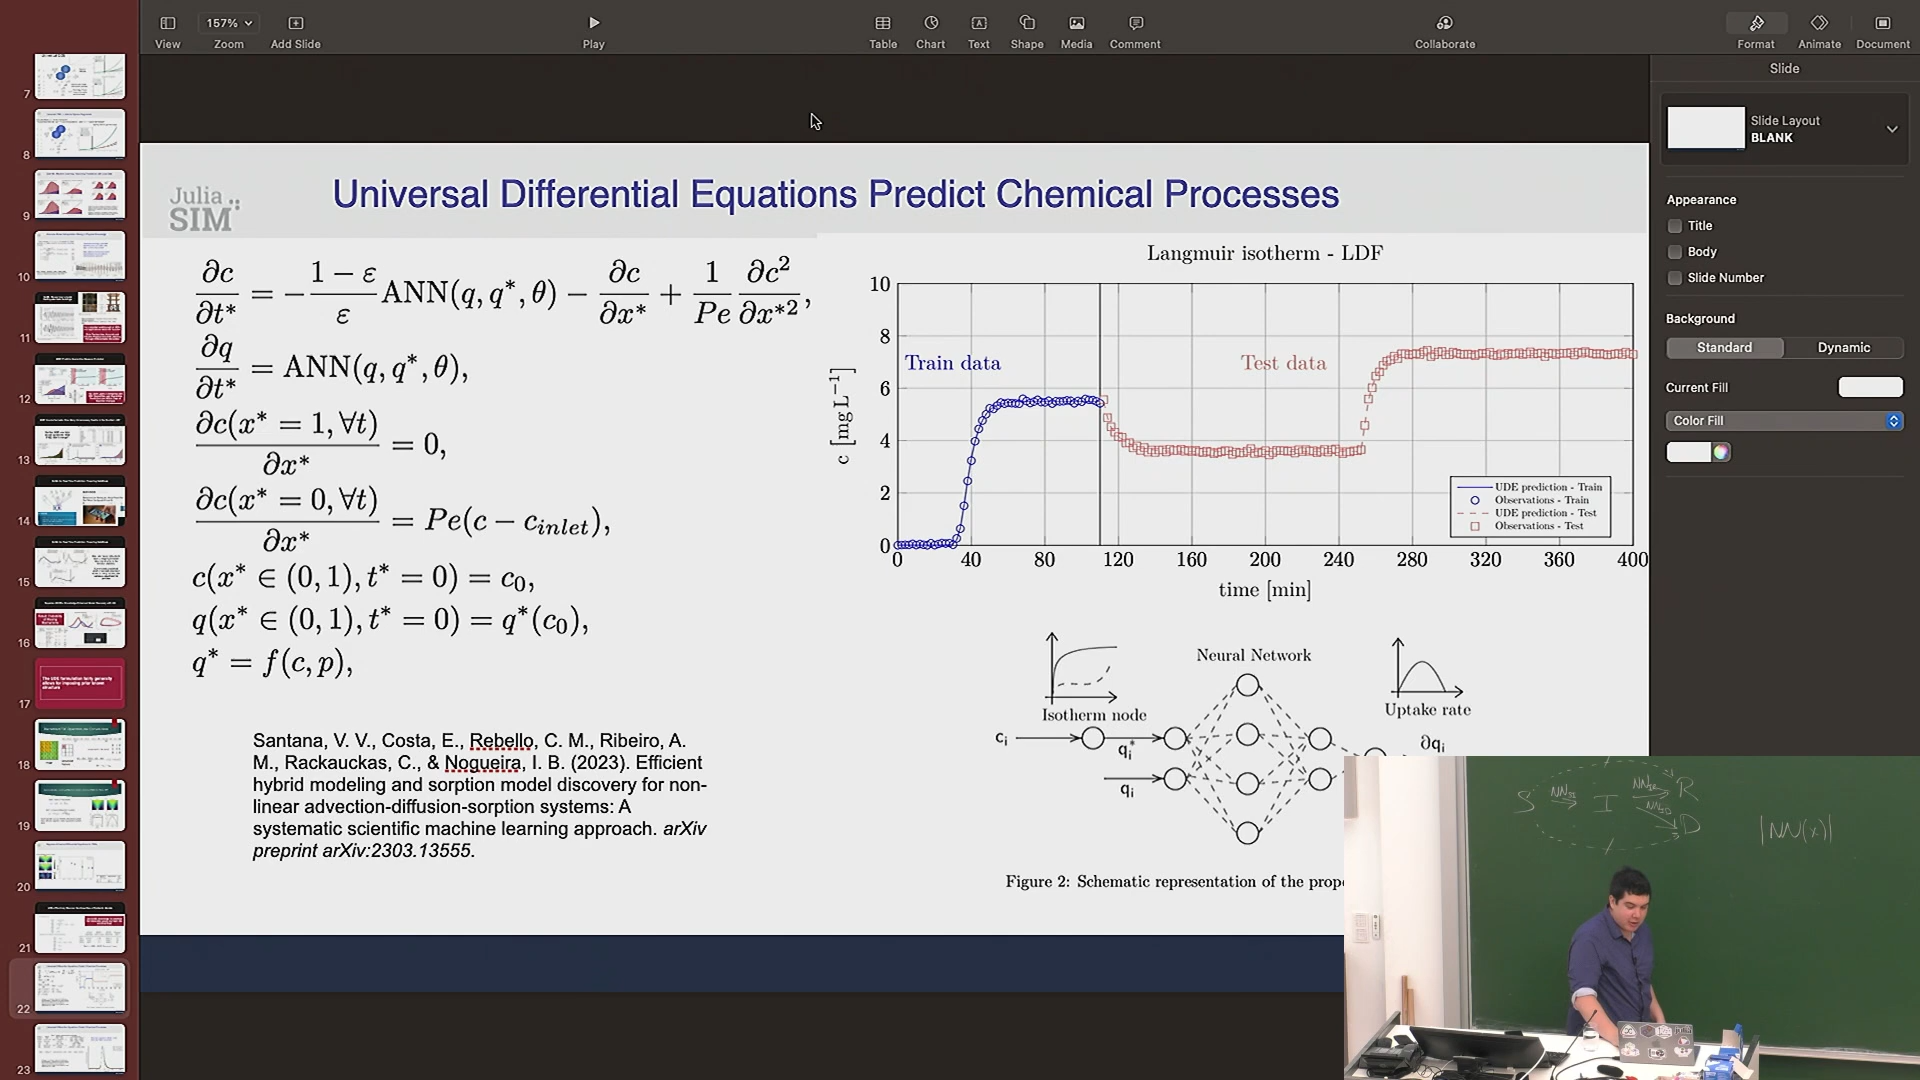 View
157%
Zoom
Add Slide
Play
Table
Chart
Text
Shape
Media
Comment
Collaborate
Format
Animate
Document
7
8
9
10
11
12
13
14
15
16
17
18
19
20
21
22
23
Julia
SIM
Universal Differential Equations Predict Chemical Processes
∂c/∂t* = −(1 − ε)/ε ANN(q, q*, θ) − ∂c/∂x* + 1/Pe ∂c²/∂x*²,
∂q/∂t* = ANN(q, q*, θ),
∂c(x* = 1, ∀t)/∂x* = 0,
∂c(x* = 0, ∀t)/∂x* = Pe(c − c_inlet),
c(x* ∈ (0, 1), t* = 0) = c₀,
q(x* ∈ (0, 1), t* = 0) = q*(c₀),
q* = f(c, p),
Santana, V. V., Costa, E., Rebello, C. M., Ribeiro, A.
M., Rackauckas, C., & Nogueira, I. B. (2023). Efficient
hybrid modeling and sorption model discovery for non-
linear advection-diffusion-sorption systems: A
systematic scientific machine learning approach. arXiv
preprint arXiv:2303.13555.
Langmuir isotherm - LDF
10
8
6
4
2
0
c [mg L⁻¹]
Train data
Test data
UDE prediction - Train
Observations - Train
UDE prediction - Test
Observations - Test
0 40 80 120 160 200 240 280 320 360 400
time [min]
Neural Network
Isotherm node
Uptake rate
cᵢ
qᵢ*
qᵢ
∂qᵢ
Figure 2: Schematic representation of the prop
Slide
Slide Layout
BLANK
Appearance
Title
Body
Slide Number
Background
Standard
Dynamic
Current Fill
Color Fill
S I R
D
|NN(x)|